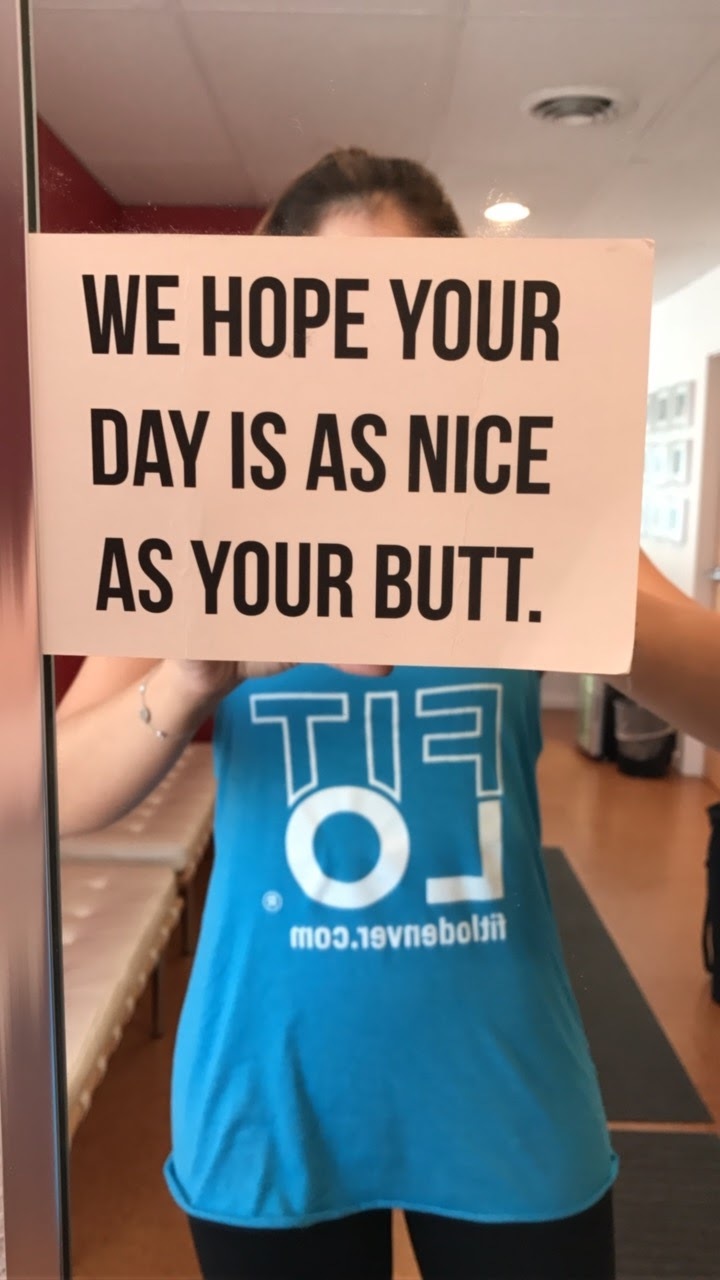 WE HOPE YOUR
DAY IS AS NICE
AS YOUR BUTT.
FIT
LO
®
fitlodenver.com